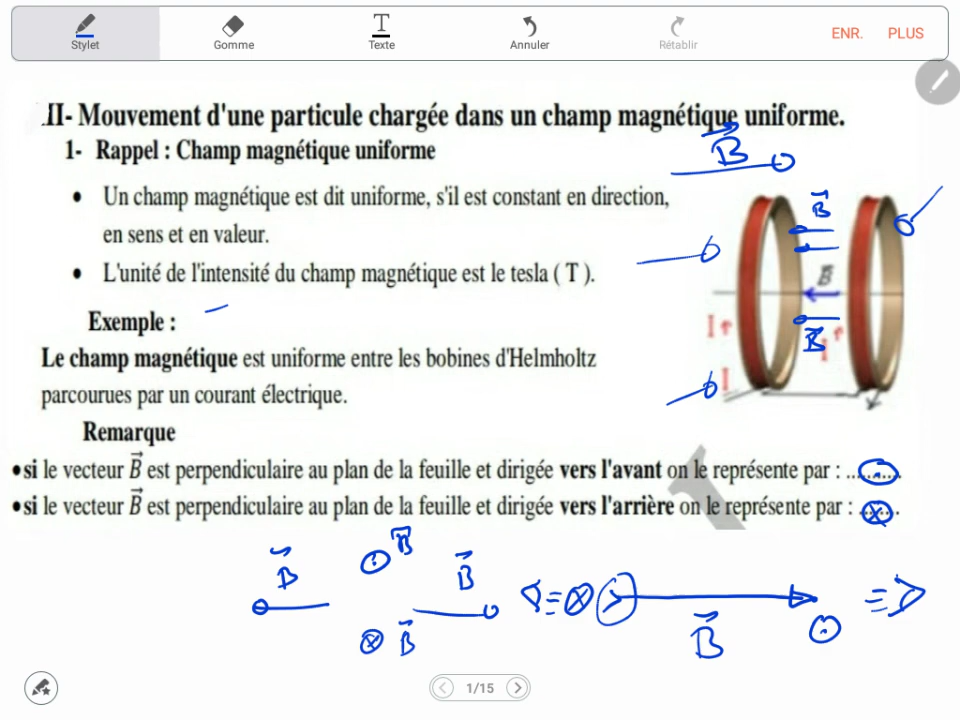 Stylet
Gomme
T
Texte
Annuler
Rétablir
ENR.
PLUS
II- Mouvement d'une particule chargée dans un champ magnétique uniforme.
B
1- Rappel : Champ magnétique uniforme
• Un champ magnétique est dit uniforme, s'il est constant en direction,
en sens et en valeur.
• L'unité de l'intensité du champ magnétique est le tesla ( T ).
B
B
B
I
I
I
Exemple :
Le champ magnétique est uniforme entre les bobines d'Helmholtz
parcourues par un courant électrique.
Remarque
•si le vecteur B⃗ est perpendiculaire au plan de la feuille et dirigée vers l'avant on le représente par : ...⊙...
•si le vecteur B⃗ est perpendiculaire au plan de la feuille et dirigée vers l'arrière on le représente par : ...⊗...
B
B
B
B
B
1/15